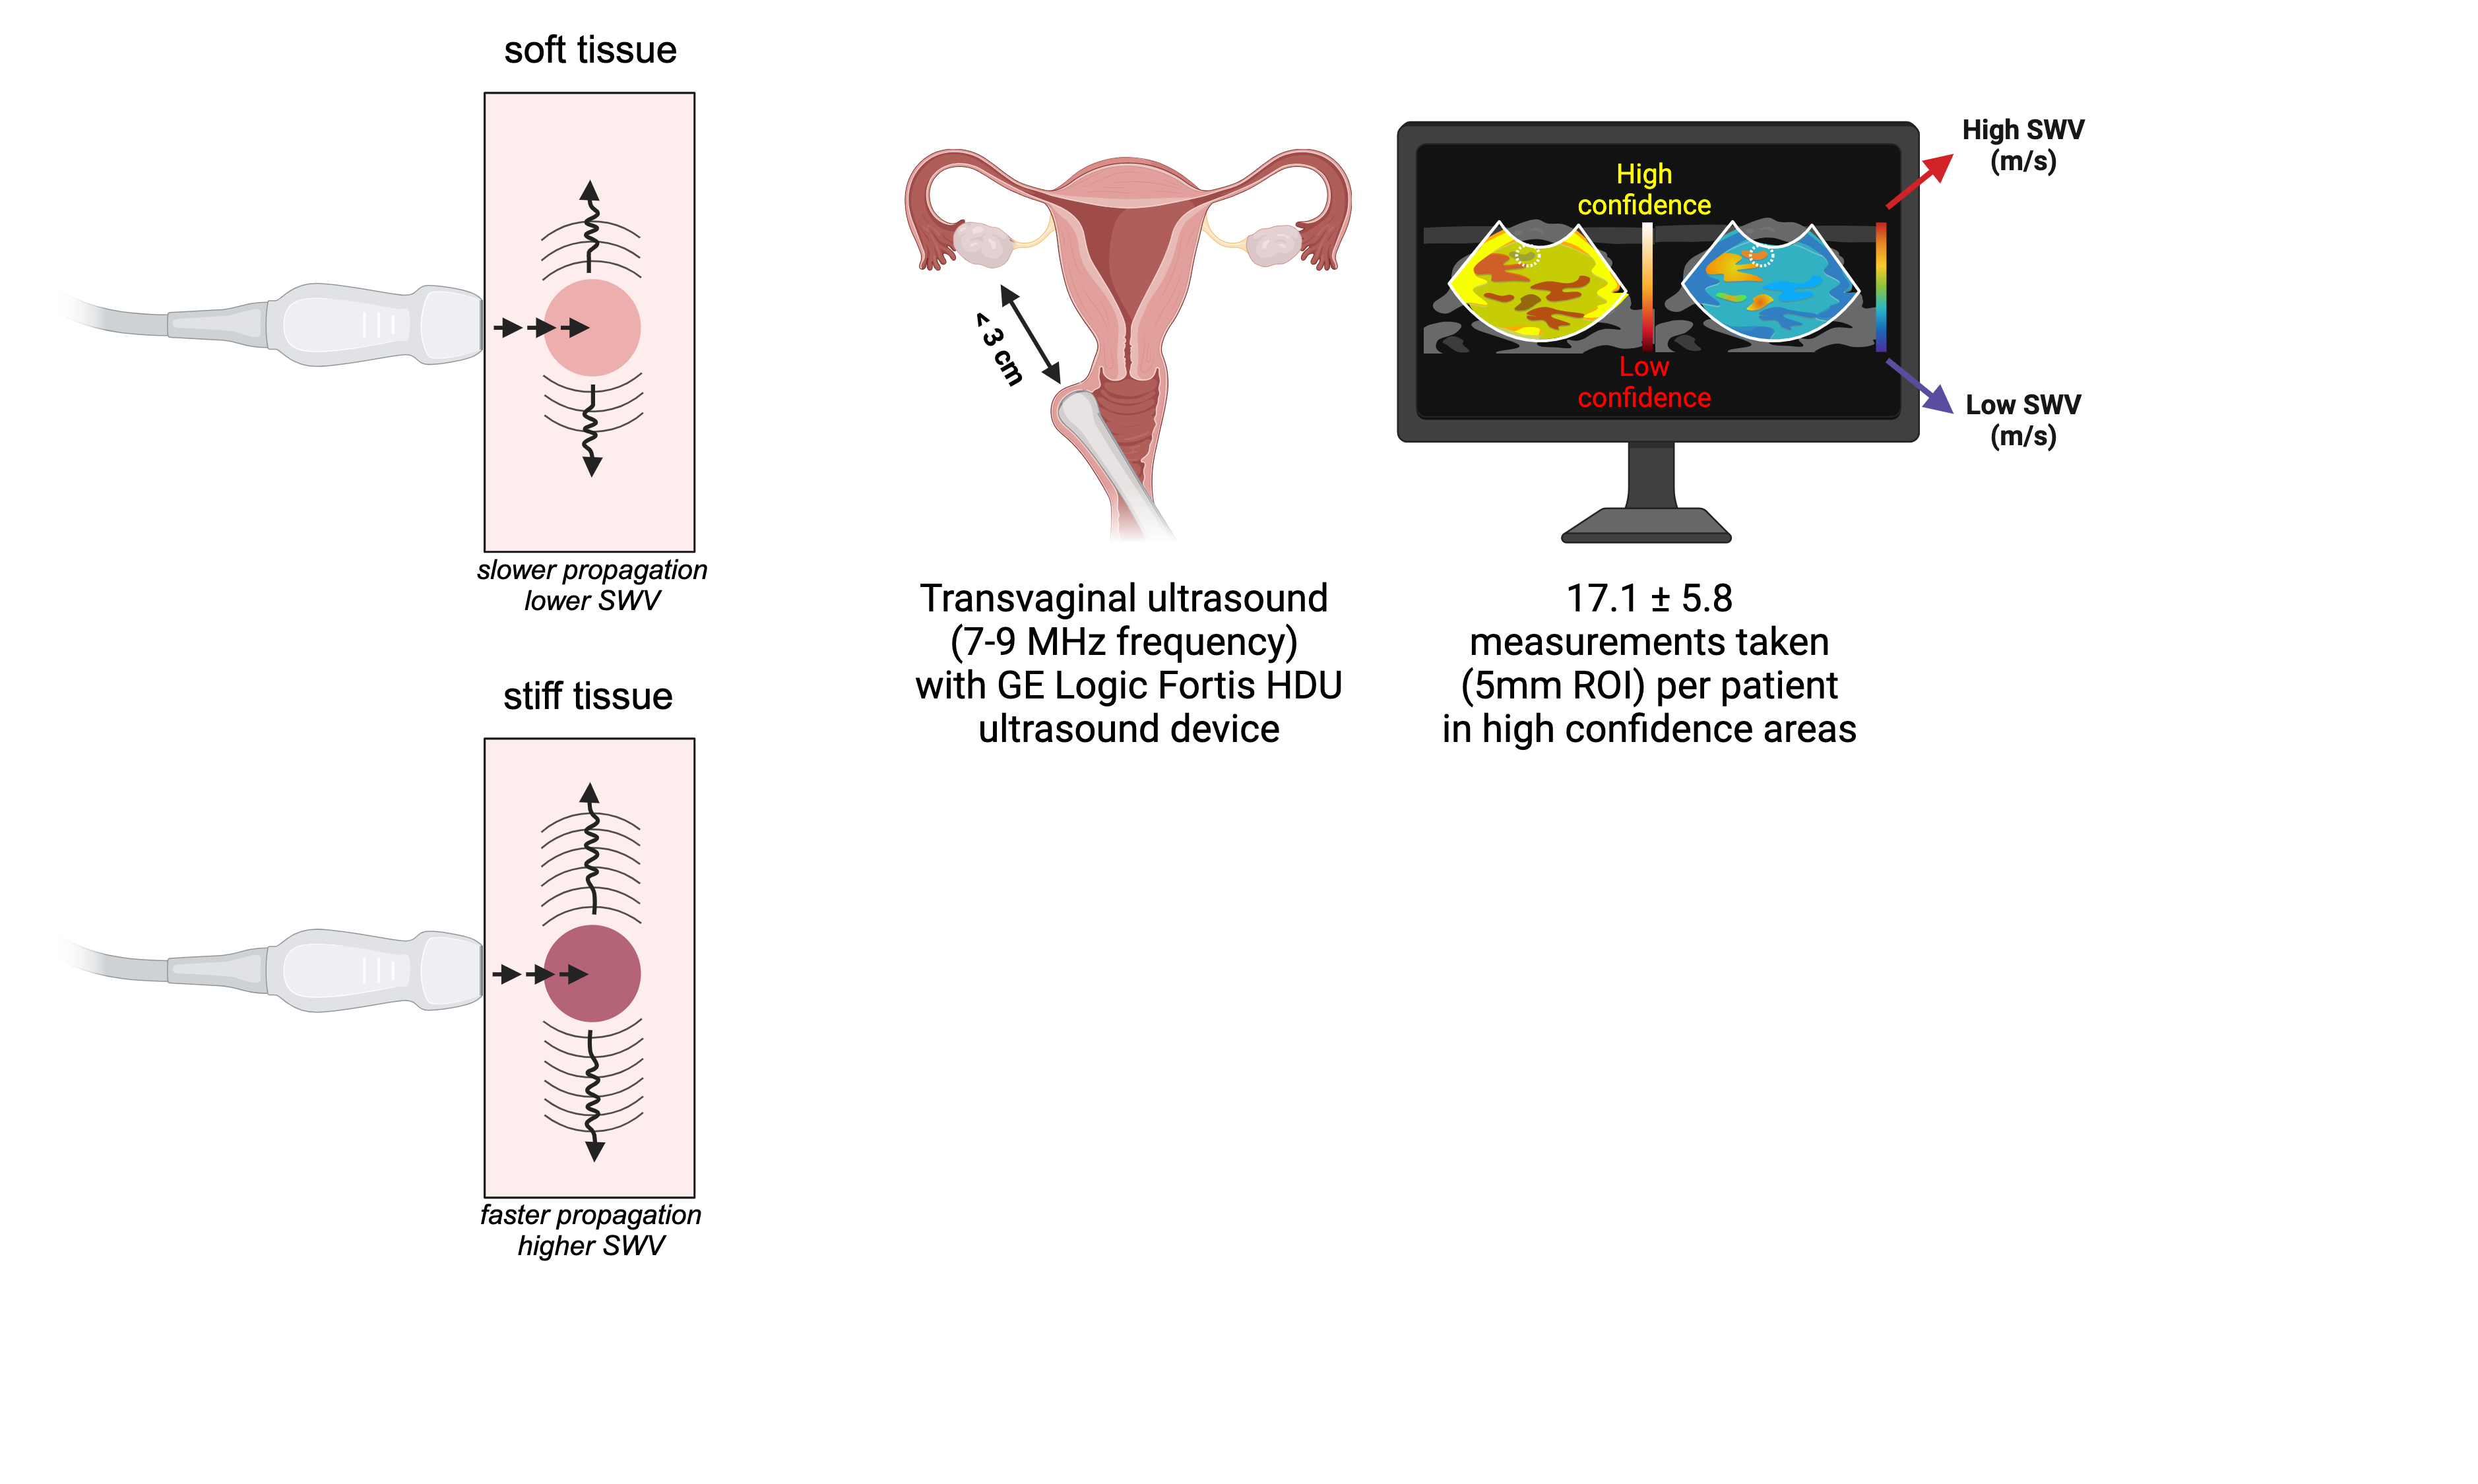 soft tissue
slower propagation
lower SWV
stiff tissue
faster propagation
higher SWV
< 3 cm
Transvaginal ultrasound
(7-9 MHz frequency)
with GE Logic Fortis HDU
ultrasound device
High
confidence
Low
confidence
High SWV
(m/s)
Low SWV
(m/s)
17.1 ± 5.8
measurements taken
(5mm ROI) per patient
in high confidence areas